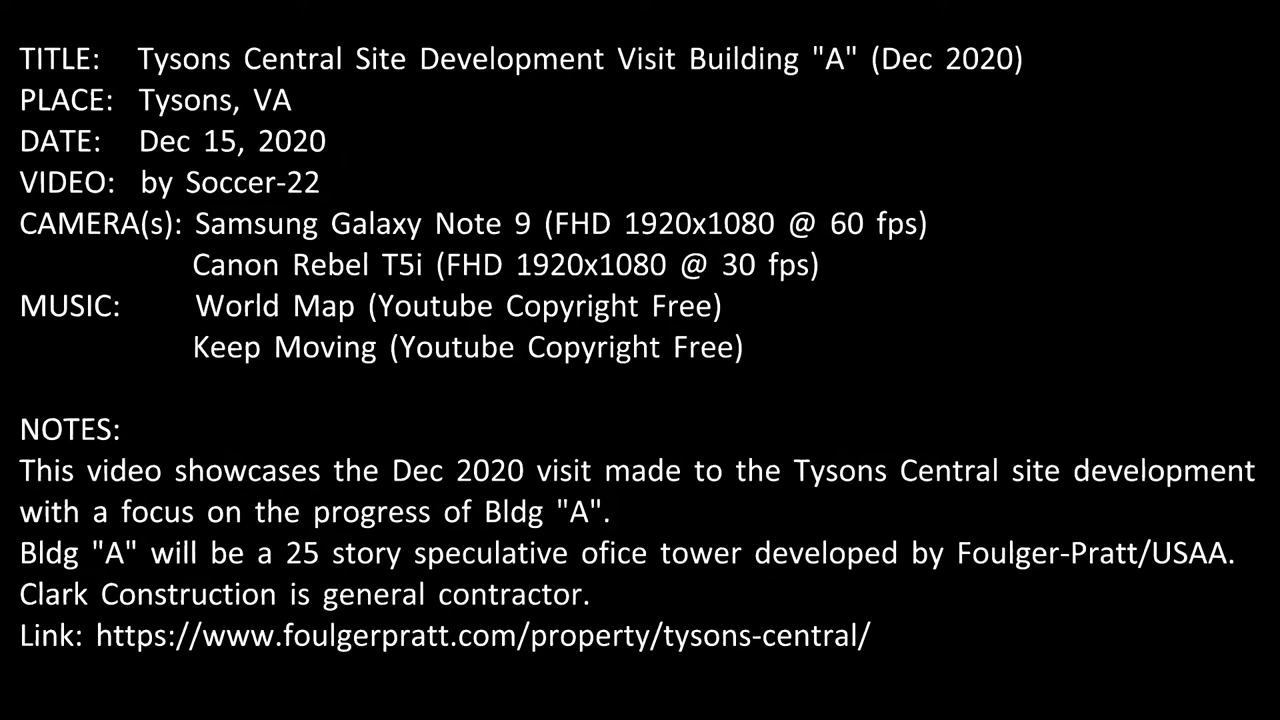 TITLE: Tysons Central Site Development Visit Building "A" (Dec 2020)
PLACE: Tysons, VA
DATE: Dec 15, 2020
VIDEO: by Soccer-22
CAMERA(s): Samsung Galaxy Note 9 (FHD 1920x1080 @ 60 fps)
Canon Rebel T5i (FHD 1920x1080 @ 30 fps)
MUSIC: World Map (Youtube Copyright Free)
Keep Moving (Youtube Copyright Free)
NOTES:
This video showcases the Dec 2020 visit made to the Tysons Central site development
with a focus on the progress of Bldg "A".
Bldg "A" will be a 25 story speculative ofice tower developed by Foulger-Pratt/USAA.
Clark Construction is general contractor.
Link: https://www.foulgerpratt.com/property/tysons-central/